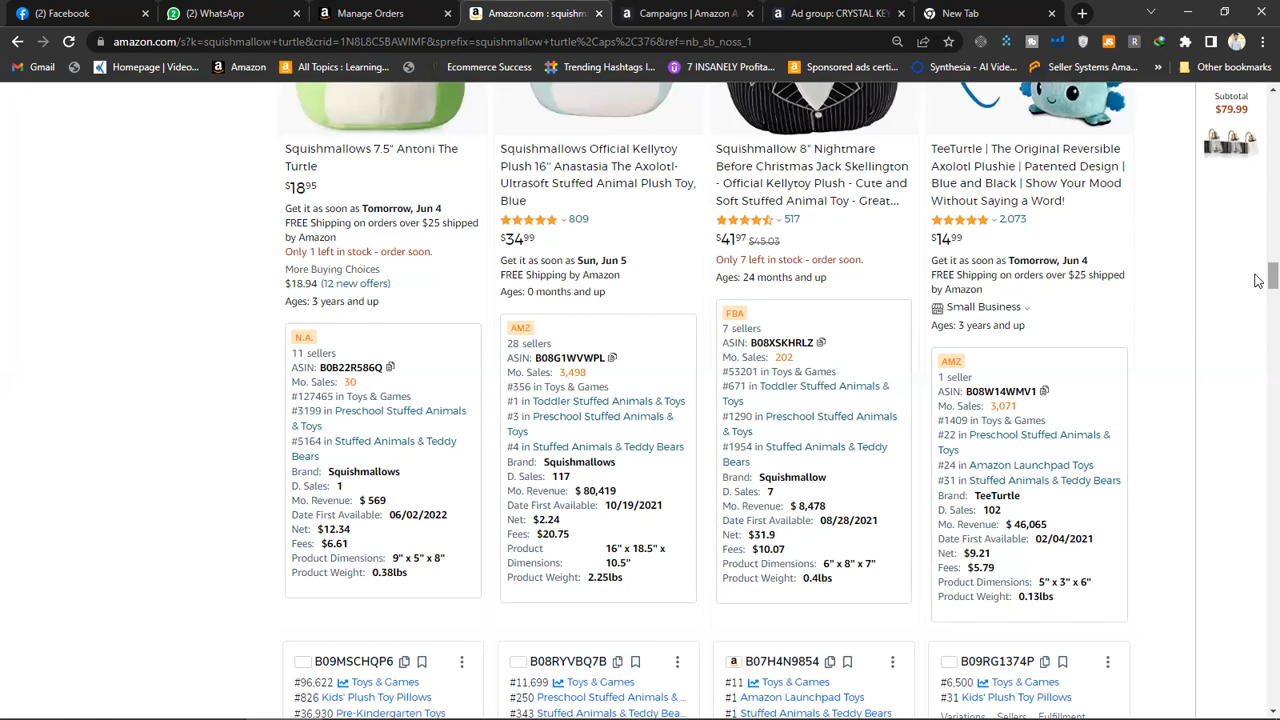 (2) Facebook
(2) WhatsApp
Manage Orders
Amazon.com : squishm
Campaigns | Amazon A
Ad group: CRYSTAL KE
New Tab
amazon.com/s?k=squishmallow+turtle&crid=1N8L8C5BAWIMF&sprefix=squishmallow+turtle%2Caps%2C376&ref=nb_sb_noss_1
Gmail
Homepage | Video...
Amazon
All Topics | Learning...
Ecommerce Success
Trending Hashtags I...
7 INSANELY Profita...
Sponsored ads certi...
Synthesia - AI Vide...
Seller Systems Ama...
»
Other bookmarks
Subtotal
$79.99
Squishmallows 7.5" Antoni The
Turtle
$18.95
Get it as soon as Tomorrow, Jun 4
FREE Shipping on orders over $25 shipped
by Amazon
Only 1 left in stock - order soon.
More Buying Choices
$18.94 (12 new offers)
Ages: 3 years and up
N.A.
11 sellers
ASIN: B0B22R586Q
Mo. Sales: 30
#127465 in Toys & Games
#3199 in Preschool Stuffed Animals
& Toys
#5164 in Stuffed Animals & Teddy
Bears
Brand: Squishmallows
D. Sales: 1
Mo. Revenue: $ 569
Date First Available: 06/02/2022
Net: $12.34
Fees: $6.61
Product Dimensions: 9" x 5" x 8"
Product Weight: 0.38lbs
Squishmallows Official Kellytoy
Plush 16" Anastasia The Axolotl-
Ultrasoft Stuffed Animal Plush Toy,
Blue
809
$34.99
Get it as soon as Sun, Jun 5
FREE Shipping by Amazon
Ages: 0 months and up
AMZ
28 sellers
ASIN: B08G1WVWPL
Mo. Sales: 3,498
#356 in Toys & Games
#1 in Toddler Stuffed Animals & Toys
#3 in Preschool Stuffed Animals &
Toys
#4 in Stuffed Animals & Teddy Bears
Brand: Squishmallows
D. Sales: 117
Mo. Revenue: $ 80,419
Date First Available: 10/19/2021
Net: $2.24
Fees: $20.75
Product 16" x 18.5" x
Dimensions: 10.5"
Product Weight: 2.25lbs
Squishmallow 8" Nightmare
Before Christmas Jack Skellington
- Official Kellytoy Plush - Cute and
Soft Stuffed Animal Toy - Great...
517
$41.97 $45.03
Only 7 left in stock - order soon.
Ages: 24 months and up
FBA
7 sellers
ASIN: B08XSKHRLZ
Mo. Sales: 202
#53201 in Toys & Games
#671 in Toddler Stuffed Animals &
Toys
#1290 in Preschool Stuffed Animals
& Toys
#1954 in Stuffed Animals & Teddy
Bears
Brand: Squishmallow
D. Sales: 7
Mo. Revenue: $ 8,478
Date First Available: 08/28/2021
Net: $31.9
Fees: $10.07
Product Dimensions: 6" x 8" x 7"
Product Weight: 0.4lbs
TeeTurtle | The Original Reversible
Axolotl Plushie | Patented Design |
Blue and Black | Show Your Mood
Without Saying a Word!
2,073
$14.99
Get it as soon as Tomorrow, Jun 4
FREE Shipping on orders over $25 shipped
by Amazon
Small Business
Ages: 3 years and up
AMZ
1 seller
ASIN: B08W14WMV1
Mo. Sales: 3,071
#1409 in Toys & Games
#22 in Preschool Stuffed Animals &
Toys
#24 in Amazon Launchpad Toys
#31 in Stuffed Animals & Teddy Bears
Brand: TeeTurtle
D. Sales: 102
Mo. Revenue: $ 46,065
Date First Available: 02/04/2021
Net: $9.21
Fees: $5.79
Product Dimensions: 5" x 3" x 6"
Product Weight: 0.13lbs
B09MSCHQP6
#96,622 Toys & Games
#826 Kids' Plush Toy Pillows
#36,930 Pre-Kindergarten Toys
B08RYVBQ7B
#11,699 Toys & Games
#250 Preschool Stuffed Animals & ...
#343 Stuffed Animals & Teddy Bea...
B07H4N9854
#11 Toys & Games
#1 Amazon Launchpad Toys
#1 Stuffed Animals & Teddy Bears
B09RG1374P
#6,500 Toys & Games
#31 Kids' Plush Toy Pillows
Variations Sellers Fulfillment